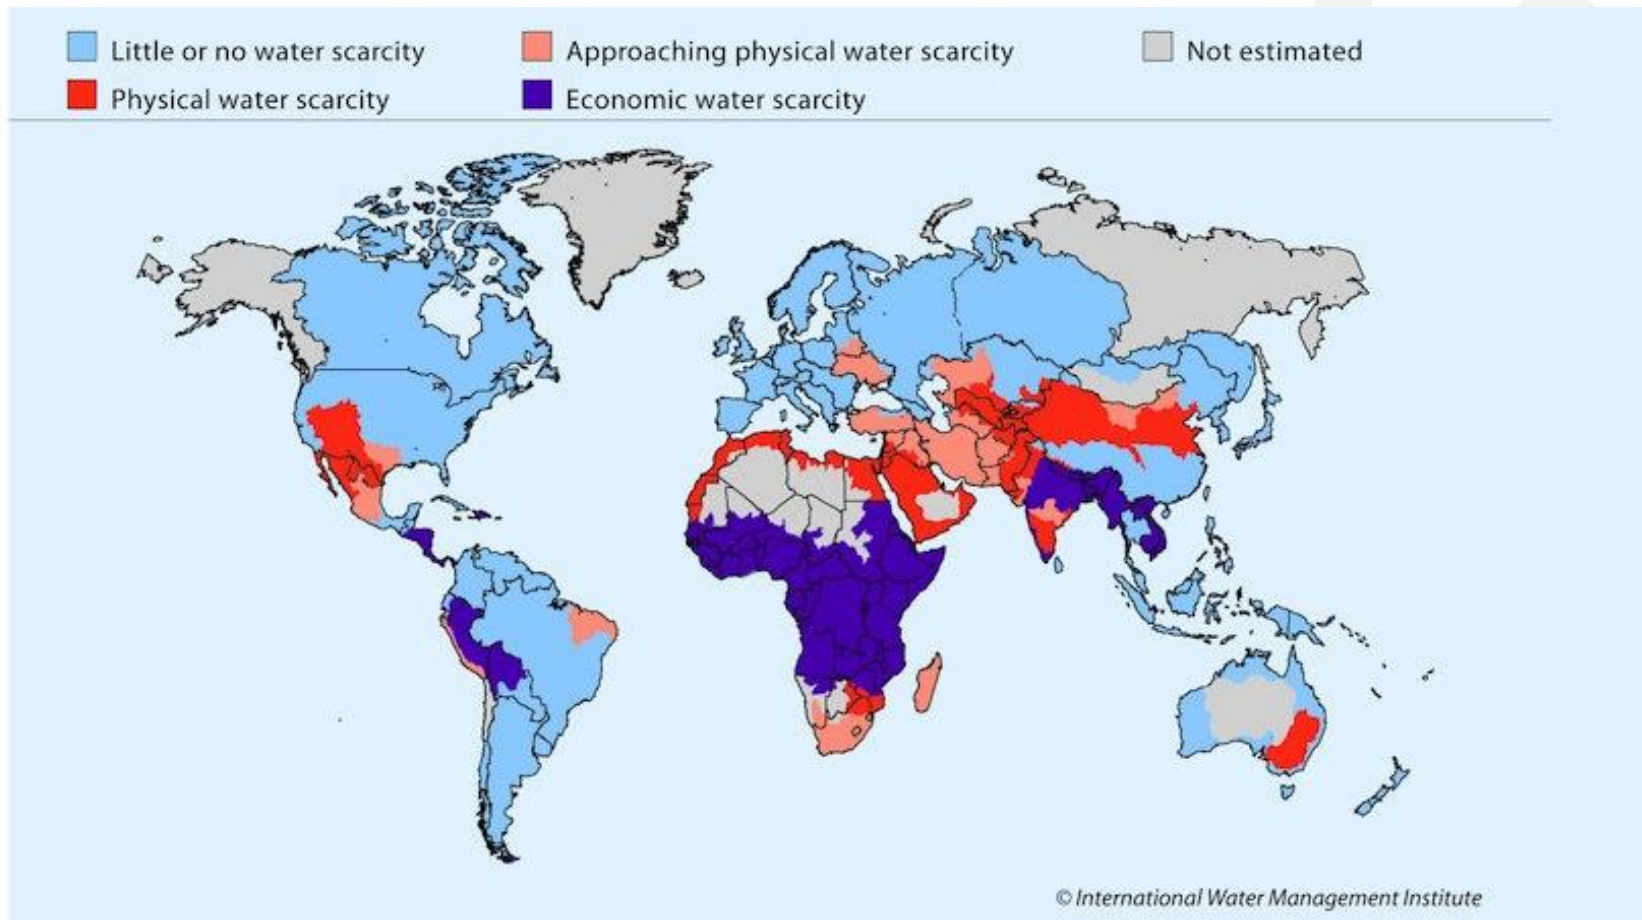 Little or no water scarcity
Approaching physical water scarcity
Not estimated
Physical water scarcity
Economic water scarcity
© International Water Management Institute